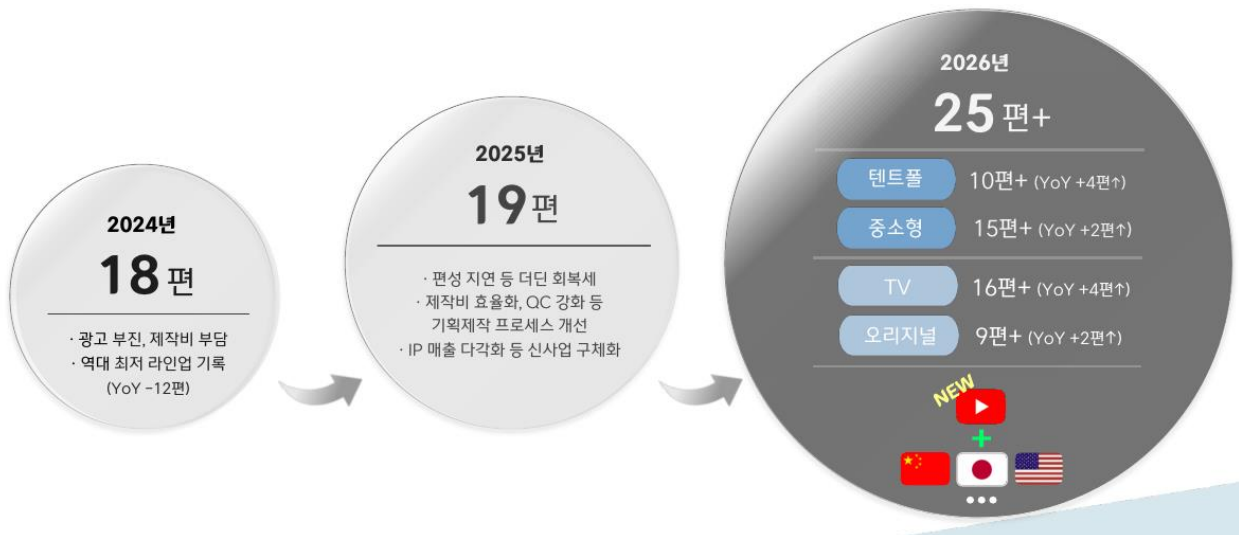 2024년
18편
· 광고 부진, 제작비 부담
· 역대 최저 라인업 기록
(YoY -12편)
2025년
19편
· 편성 지연 등 더딘 회복세
· 제작비 효율화, QC 강화 등
기획제작 프로세스 개선
· IP 매출 다각화 등 신사업 구체화
2026년
25편+
텐트폴 10편+ (YoY +4편↑)
중소형 15편+ (YoY +2편↑)
TV 16편+ (YoY +4편↑)
오리지널 9편+ (YoY +2편↑)
NEW
+
•••